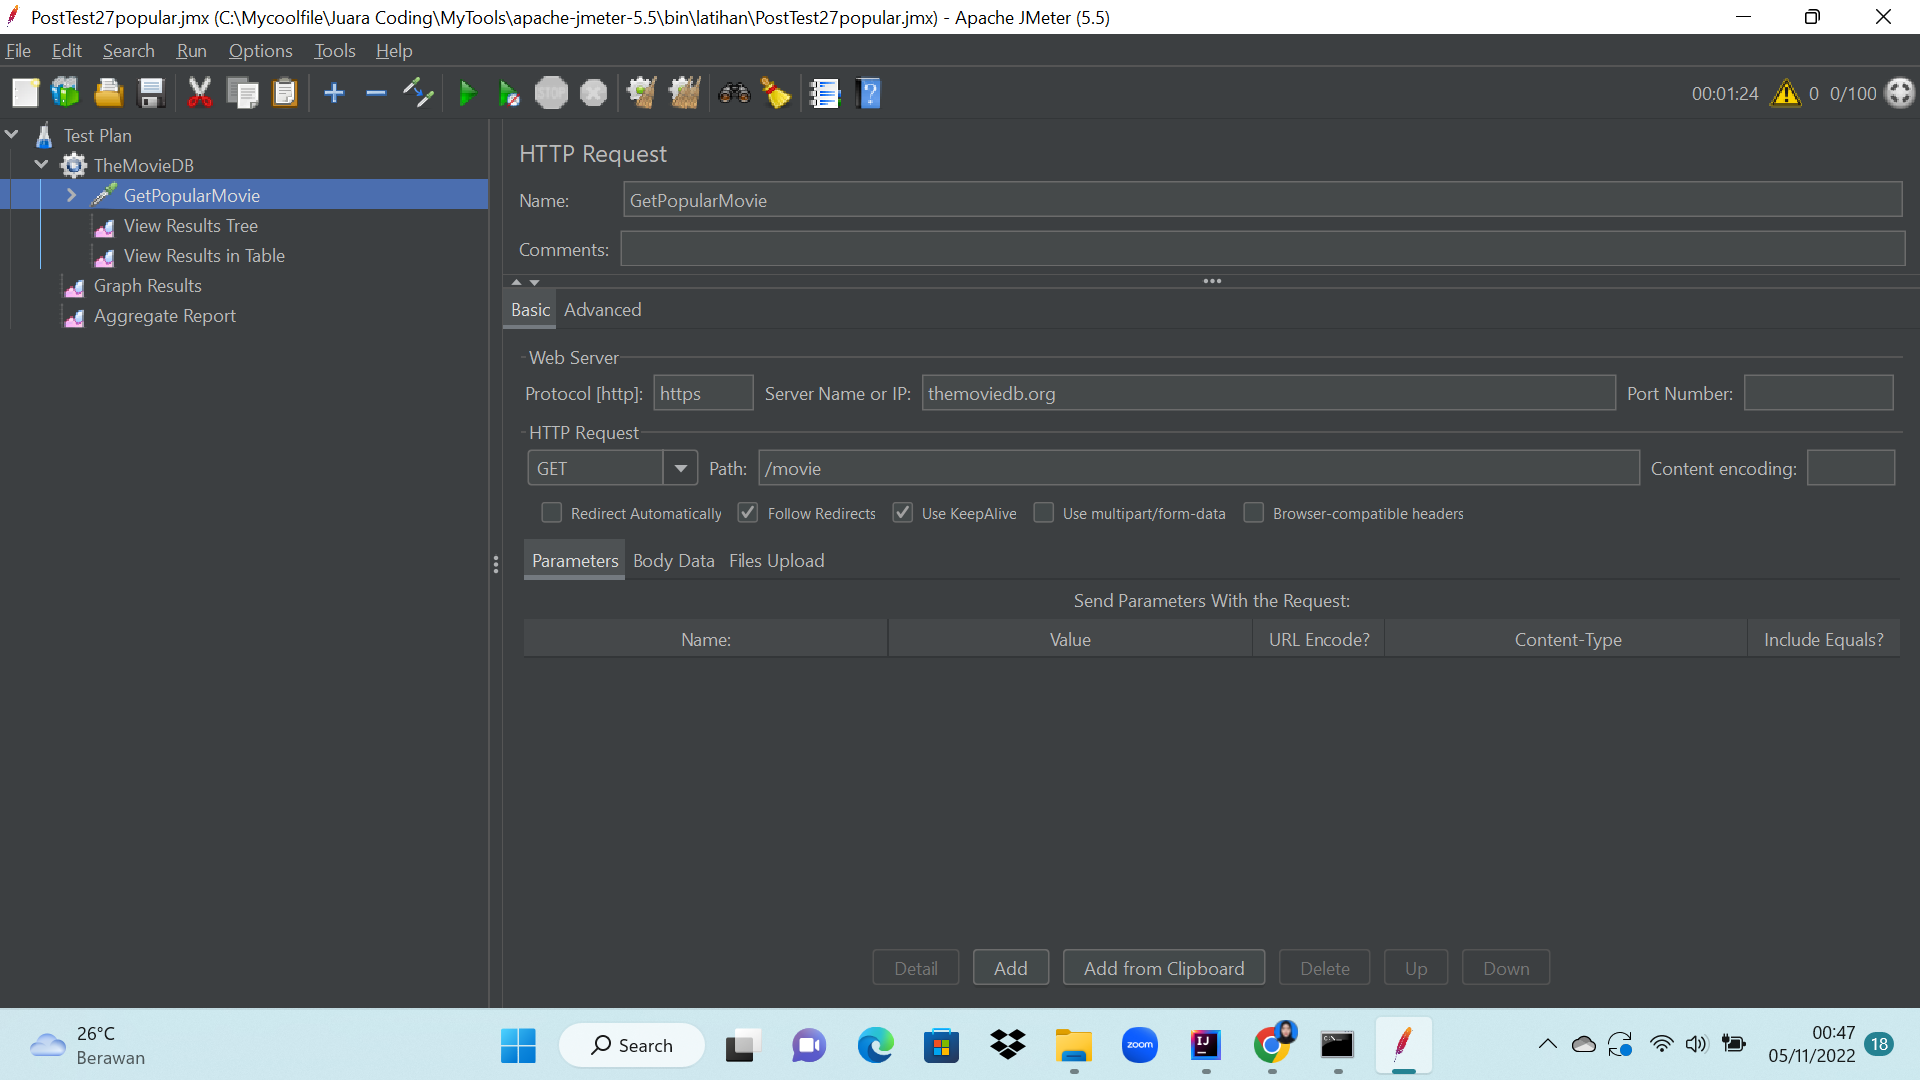 PostTest27popular.jmx (C:\Mycoolfile\Juara Coding\MyTools\apache-jmeter-5.5\bin\latihan\PostTest27popular.jmx) - Apache JMeter (5.5)
File Edit Search Run Options Tools Help
STOP
?
00:01:24 0 0/100
Test Plan
TheMovieDB
GetPopularMovie
View Results Tree
View Results in Table
Graph Results
Aggregate Report
HTTP Request
Name: GetPopularMovie
Comments:
Basic Advanced
Web Server
Protocol [http]: https Server Name or IP: themoviedb.org Port Number:
HTTP Request
GET Path: /movie Content encoding:
Redirect Automatically Follow Redirects Use KeepAlive Use multipart/form-data Browser-compatible headers
Parameters Body Data Files Upload
Send Parameters With the Request:
Name: Value URL Encode? Content-Type Include Equals?
Detail Add Add from Clipboard Delete Up Down
26°C
Berawan
Search
zoom
IJ
00:47
05/11/2022
18